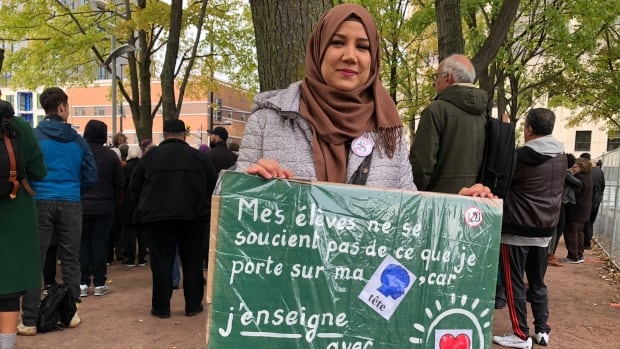 Mes élèves ne se
soucient pas de ce que je
porte sur ma tête, car
j'enseigne
avec